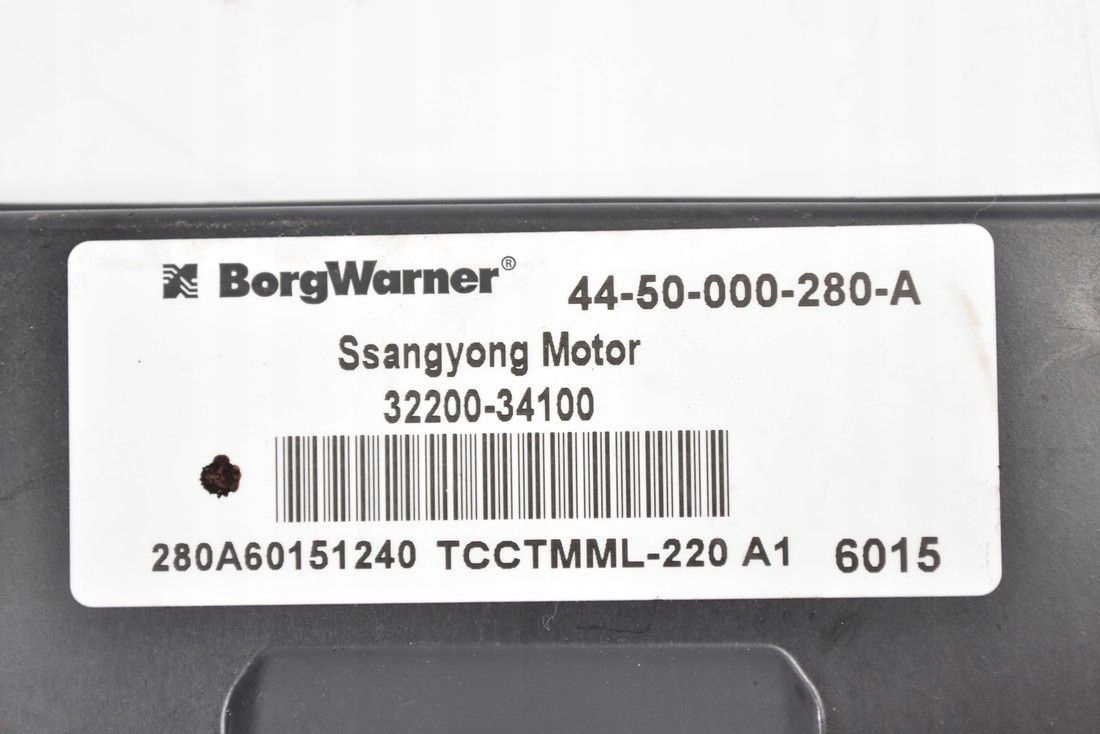 BorgWarner® 44-50-000-280-A
Ssangyong Motor
32200-34100
280A60151240 TCCTMML-220 A1 6015